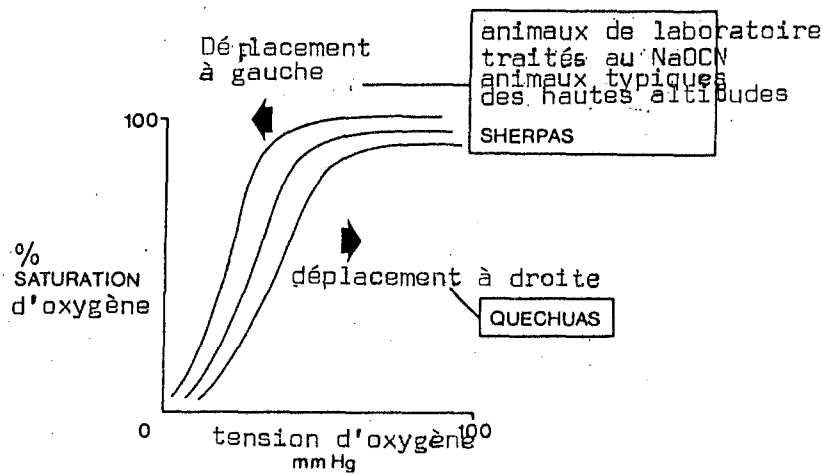 Déplacement
à gauche
animaux de laboratoire
traités au NaOCN
animaux typiques
des hautes altitudes
SHERPAS
100
%
SATURATION
d'oxygène
déplacement à droite
QUECHUAS
0
tension d'oxygène
100
mm Hg